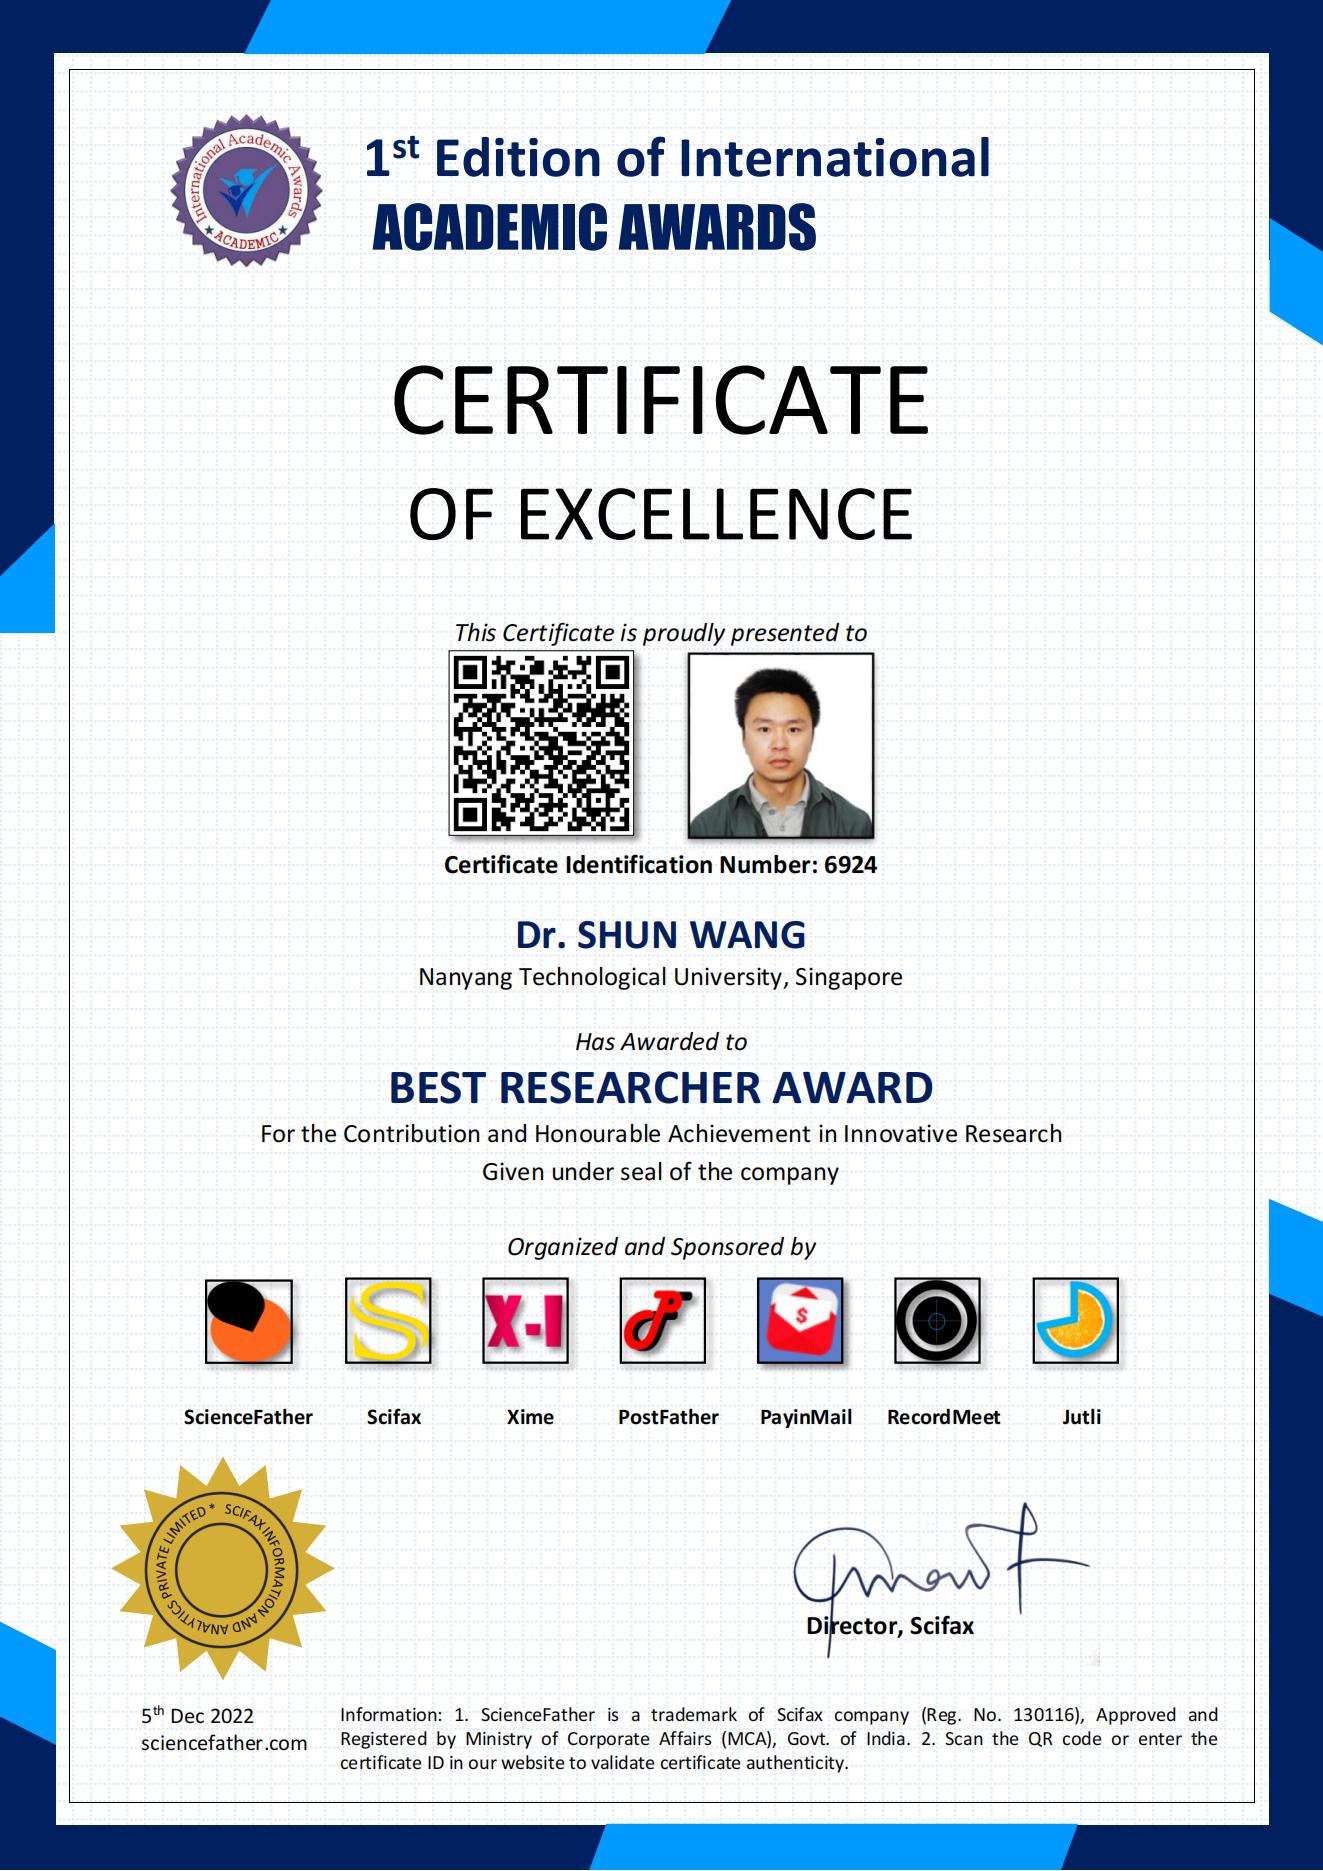 International Academic Awards
ACADEMIC
1st Edition of International
ACADEMIC AWARDS
CERTIFICATE
OF EXCELLENCE
This Certificate is proudly presented to
Certificate Identification Number: 6924
Dr. SHUN WANG
Nanyang Technological University, Singapore
Has Awarded to
BEST RESEARCHER AWARD
For the Contribution and Honourable Achievement in Innovative Research
Given under seal of the company
Organized and Sponsored by
S
X-I
P
$
ScienceFather Scifax Xime PostFather PayinMail RecordMeet Jutli
SCIFAX INFORMATION AND ANALYTICS PRIVATE LIMITED *
Director, Scifax
5th Dec 2022
sciencefather.com
Information: 1. ScienceFather is a trademark of Scifax company (Reg. No. 130116), Approved and
Registered by Ministry of Corporate Affairs (MCA), Govt. of India. 2. Scan the QR code or enter the
certificate ID in our website to validate certificate authenticity.